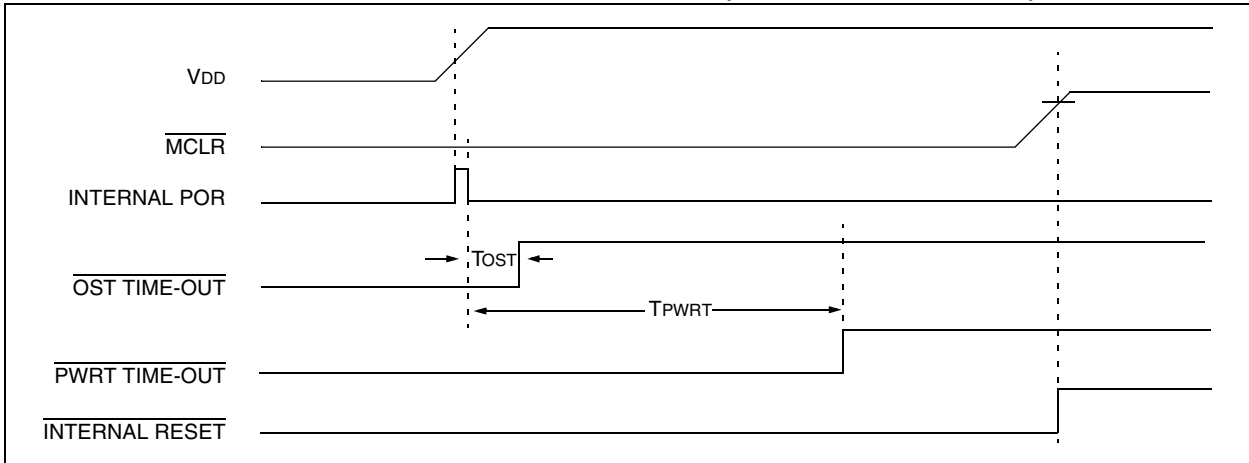 VDD
MCLR
INTERNAL POR
TOST
OST TIME-OUT
TPWRT
PWRT TIME-OUT
INTERNAL RESET